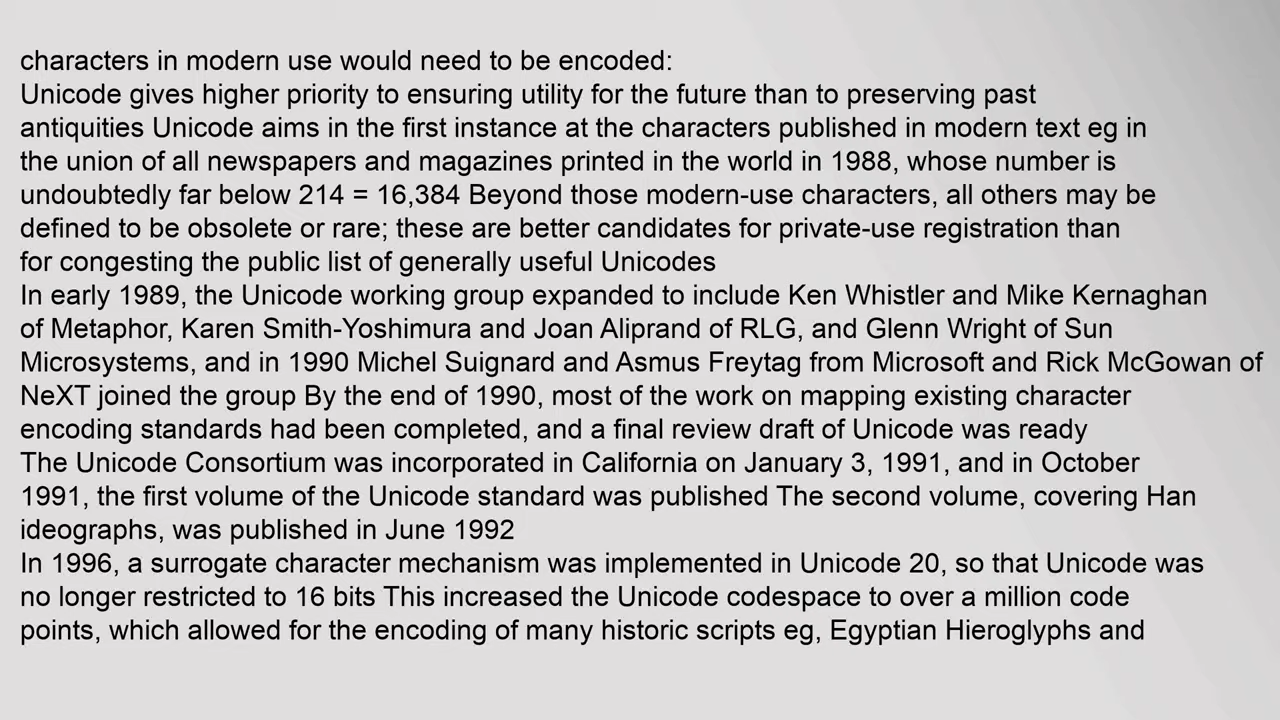 characters in modern use would need to be encoded:
Unicode gives higher priority to ensuring utility for the future than to preserving past
antiquities Unicode aims in the first instance at the characters published in modern text eg in
the union of all newspapers and magazines printed in the world in 1988, whose number is
undoubtedly far below 214 = 16,384 Beyond those modern-use characters, all others may be
defined to be obsolete or rare; these are better candidates for private-use registration than
for congesting the public list of generally useful Unicodes
In early 1989, the Unicode working group expanded to include Ken Whistler and Mike Kernaghan
of Metaphor, Karen Smith-Yoshimura and Joan Aliprand of RLG, and Glenn Wright of Sun
Microsystems, and in 1990 Michel Suignard and Asmus Freytag from Microsoft and Rick McGowan of
NeXT joined the group By the end of 1990, most of the work on mapping existing character
encoding standards had been completed, and a final review draft of Unicode was ready
The Unicode Consortium was incorporated in California on January 3, 1991, and in October
1991, the first volume of the Unicode standard was published The second volume, covering Han
ideographs, was published in June 1992
In 1996, a surrogate character mechanism was implemented in Unicode 20, so that Unicode was
no longer restricted to 16 bits This increased the Unicode codespace to over a million code
points, which allowed for the encoding of many historic scripts eg, Egyptian Hieroglyphs and